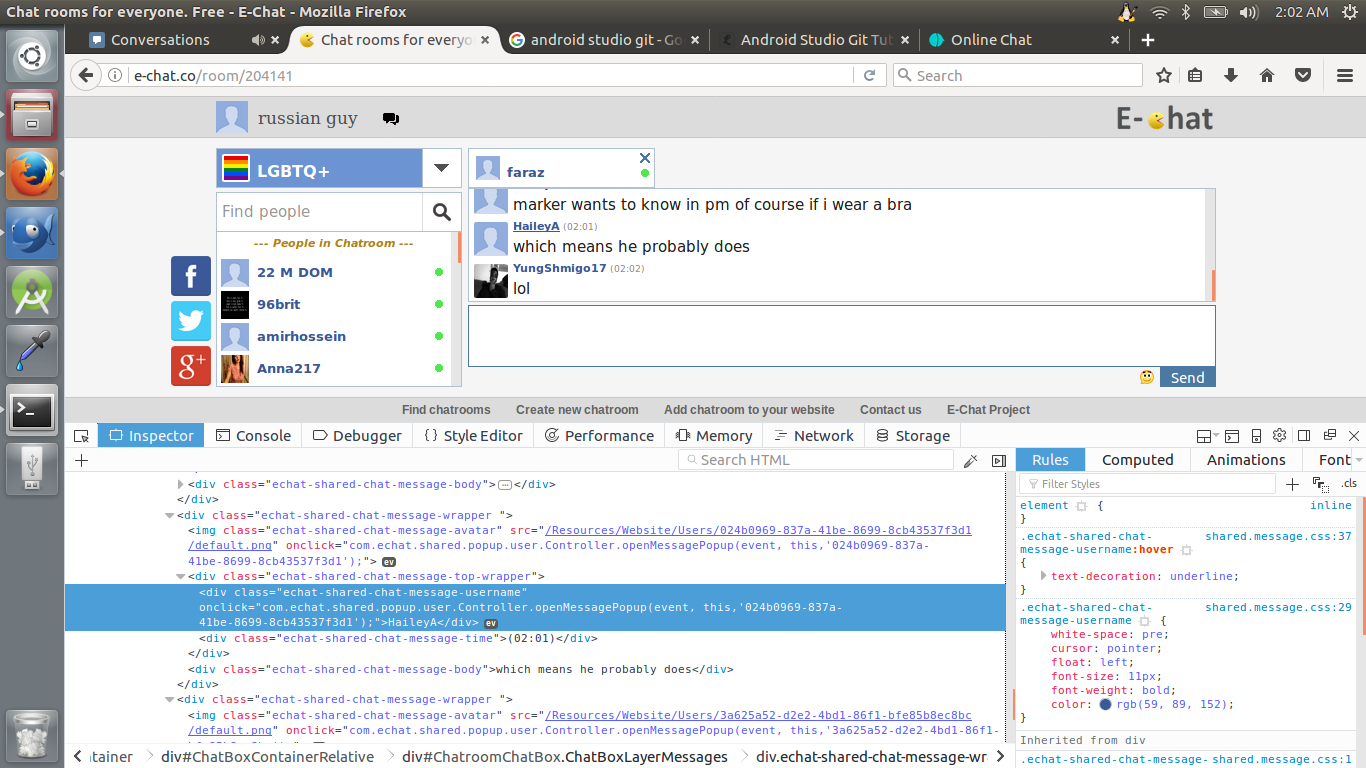 Chat rooms for everyone. Free - E-Chat - Mozilla Firefox
2:02 AM
Conversations
Chat rooms for everyo
android studio git - Go
Android Studio Git Tut
Online Chat
e-chat.co/room/204141
Search
russian guy
E- hat
LGBTQ+
faraz
Find people
--- People in Chatroom ---
22 M DOM
96brit
amirhossein
Anna217
marker wants to know in pm of course if i wear a bra
HaileyA (02:01)
which means he probably does
YungShmigo17 (02:02)
lol
Send
Find chatrooms
Create new chatroom
Add chatroom to your website
Contact us
E-Chat Project
Inspector
Console
Debugger
Style Editor
Performance
Memory
Network
Storage
Search HTML
Rules
Computed
Animations
Font
Filter Styles
.cls
<div class="echat-shared-chat-message-body"></div>
</div>
<div class="echat-shared-chat-message-wrapper ">
<img class="echat-shared-chat-message-avatar" src="/Resources/Website/Users/024b0969-837a-41be-8699-8cb43537f3d1
/default.png" onclick="com.echat.shared.popup.user.Controller.openMessagePopup(event, this,'024b0969-837a-
41be-8699-8cb43537f3d1');"> ev
<div class="echat-shared-chat-message-top-wrapper">
<div class="echat-shared-chat-message-username"
onclick="com.echat.shared.popup.user.Controller.openMessagePopup(event, this,'024b0969-837a-
41be-8699-8cb43537f3d1');">HaileyA</div> ev
<div class="echat-shared-chat-message-time">(02:01)</div>
</div>
<div class="echat-shared-chat-message-body">which means he probably does</div>
</div>
<div class="echat-shared-chat-message-wrapper ">
<img class="echat-shared-chat-message-avatar" src="/Resources/Website/Users/3a625a52-d2e2-4bd1-86f1-bfe85b8ec8bc
/default.png" onclick="com.echat.shared.popup.user.Controller.openMessagePopup(event, this,'3a625a52-d2e2-4bd1-86f1-
element {
inline
}
.echat-shared-chat-
message-username:hover
shared.message.css:37
{
text-decoration: underline;
}
.echat-shared-chat-
message-username {
shared.message.css:29
white-space: pre;
cursor: pointer;
float: left;
font-size: 11px;
font-weight: bold;
color: rgb(59, 89, 152);
}
Inherited from div
.echat-shared-chat-message-
shared.message.css:1
ntainer
div#ChatBoxContainerRelative
div#ChatroomChatBox.ChatBoxLayerMessages
div.echat-shared-chat-message-wr